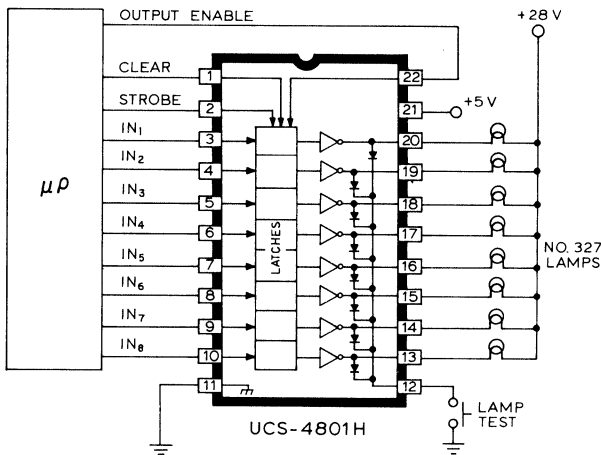 OUTPUT ENABLE
+28 V
CLEAR
1
22
STROBE
2
21
+5V
IN1
3
20
IN2
4
19
μp
IN3
5
18
IN4
6
17
LATCHES
NO. 327
LAMPS
IN5
7
16
IN6
8
15
IN7
9
14
IN8
10
13
11
12
LAMP
TEST
UCS-4801H